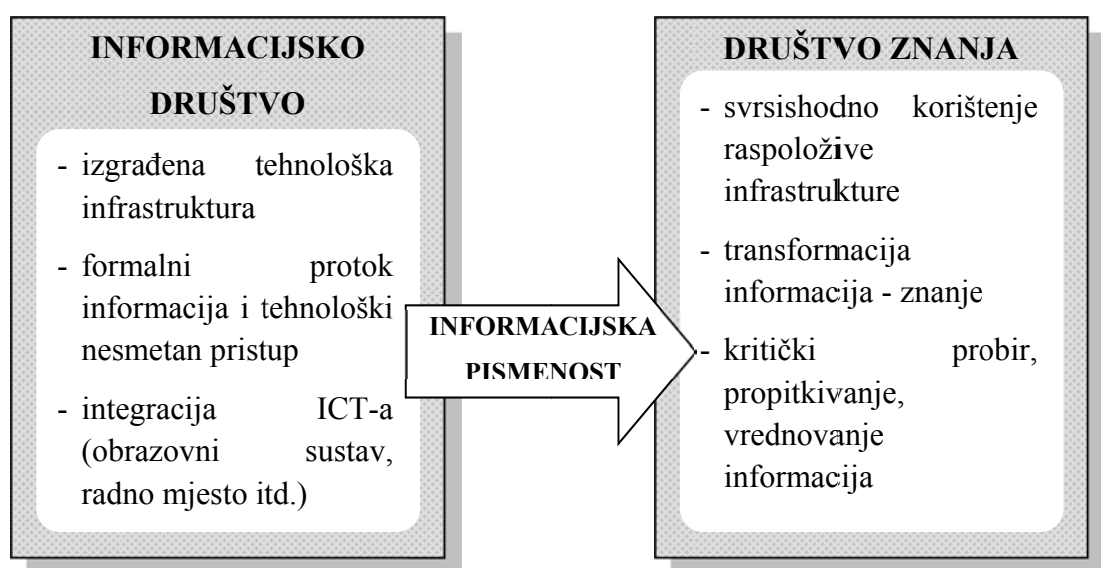 INFORMACIJSKO
DRUŠTVO
- izgrađena tehnološka
infrastruktura
- formalni protok
informacija i tehnološki
nesmetan pristup
- integracija ICT-a
(obrazovni sustav,
radno mjesto itd.)
INFORMACIJSKA
PISMENOST
DRUŠTVO ZNANJA
- svrsishodno korištenje
raspoložive
infrastrukture
- transformacija
informacija - znanje
- kritički probir,
propitkivanje,
vrednovanje
informacija